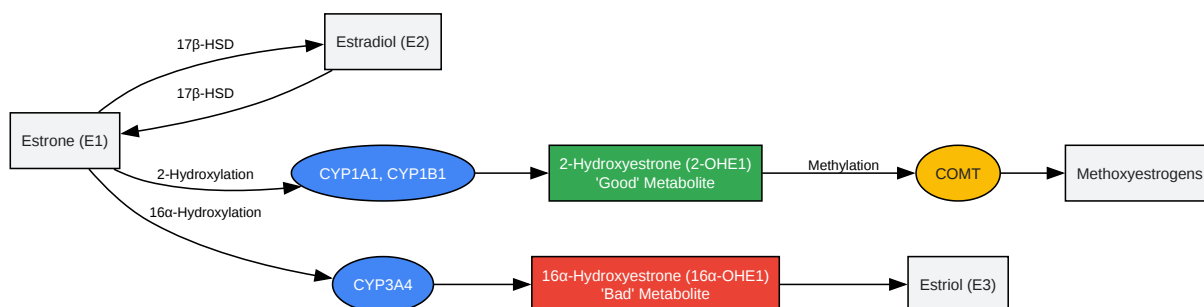 17β-HSD
Estradiol (E2)
17β-HSD
Estrone (E1)
2-Hydroxylation
CYP1A1, CYP1B1
2-Hydroxyestrone (2-OHE1)
'Good' Metabolite
Methylation
COMT
Methoxyestrogens
16α-Hydroxylation
CYP3A4
16α-Hydroxyestrone (16α-OHE1)
'Bad' Metabolite
Estriol (E3)